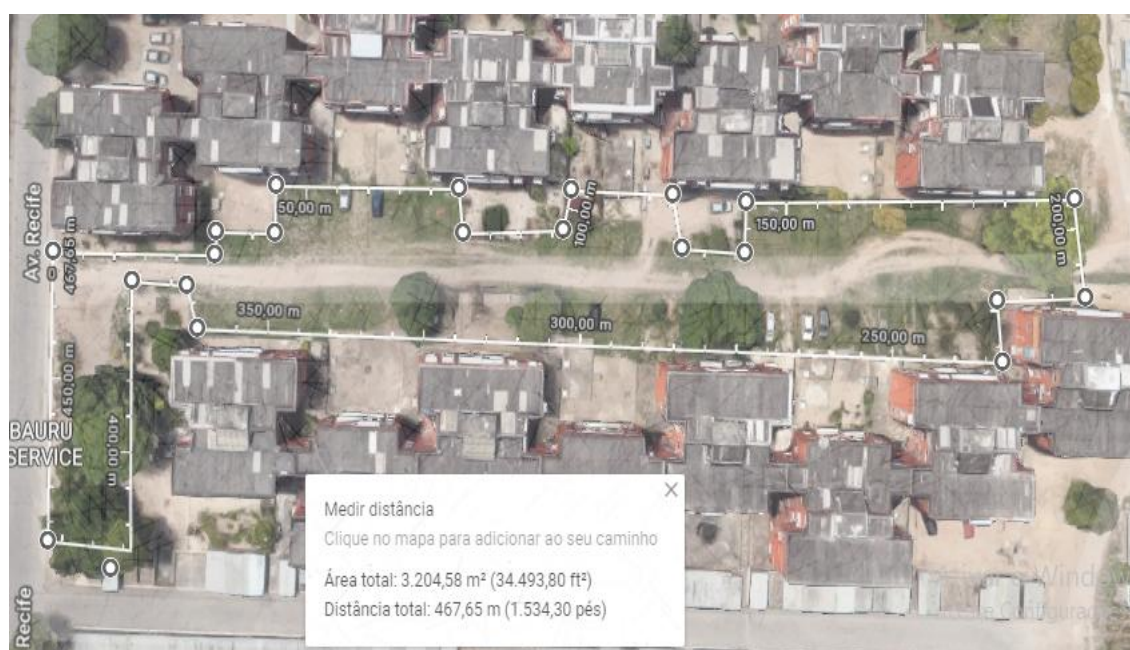 Av. Recife
467,65 m
50,00 m
100,00 m
150,00 m
200,00 m
250,00 m
300,00 m
350,00 m
400,00 m
450,00 m
BAURU
SERVICE
Recife
Medir distância
Clique no mapa para adicionar ao seu caminho
Área total: 3.204,58 m² (34.493,80 ft²)
Distância total: 467,65 m (1.534,30 pés)